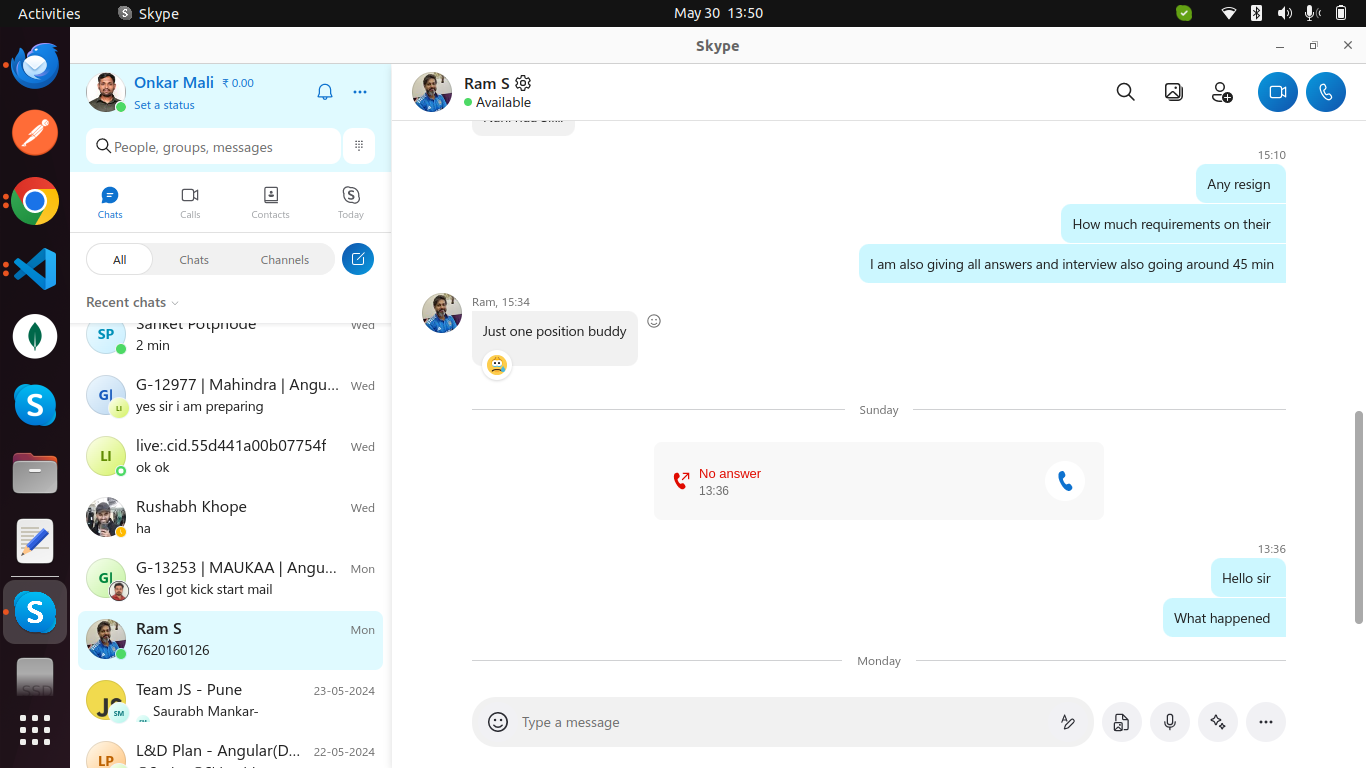 Activities
Skype
May 30 13:50
Skype
Onkar Mali
₹ 0.00
Set a status
People, groups, messages
Chats
Calls
Contacts
Today
All
Chats
Channels
Recent chats
SP
Sanket Potphode
Wed
2 min
G|
LI
G-12977 | Mahindra | Angu...
Wed
yes sir i am preparing
LI
live:.cid.55d441a00b07754f
Wed
ok ok
Rushabh Khope
Wed
ha
G|
G-13253 | MAUKAA | Angu...
Mon
Yes I got kick start mail
Ram S
Mon
7620160126
JS
SM
Team JS - Pune
23-05-2024
Saurabh Mankar-
LP
L&D Plan - Angular(D...
22-05-2024
SSD
Ram S
Available
15:10
Any resign
How much requirements on their
I am also giving all answers and interview also going around 45 min
Ram, 15:34
Just one position buddy
Sunday
No answer
13:36
13:36
Hello sir
What happened
Monday
Type a message